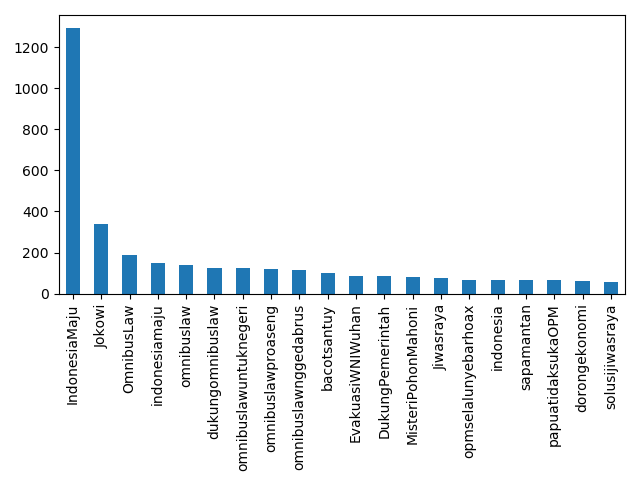 1200
1000
800
600
400
200
0
IndonesiaMaju
Jokowi
OmnibusLaw
indonesiamaju
omnibuslaw
dukungomnibuslaw
omnibuslawuntuknegeri
omnibuslawproaseng
omnibuslawnggedabrus
bacotsantuy
EvakuasiWNIWuhan
DukungPemerintah
MisteriPohonMahoni
Jiwasraya
opmselalunyebarhoax
indonesia
sapamantan
papuatidaksukaOPM
dorongekonomi
solusijiwasraya